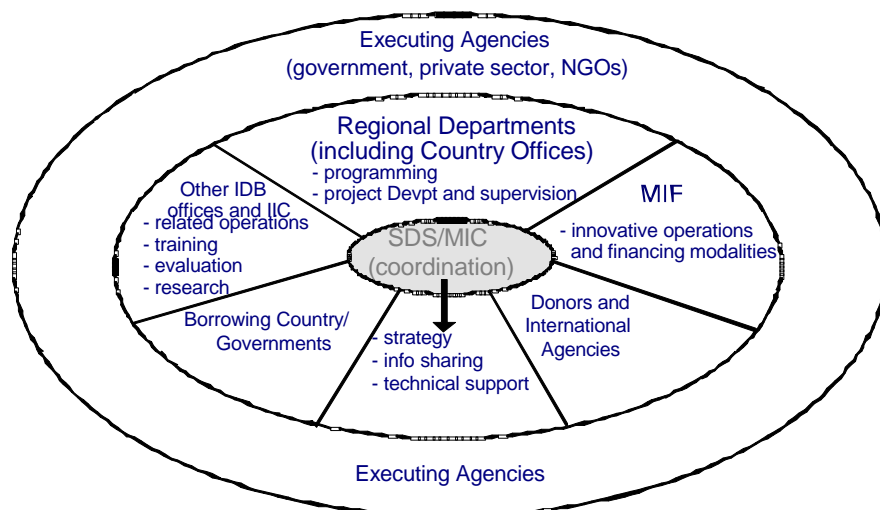 Executing Agencies
(government, private sector, NGOs)
Regional Departments
(including Country Offices)
- programming
- project Devpt and supervision
Other IDB
offices and IIC
- related operations
- training
- evaluation
- research
MIF
- innovative operations
and financing modalities
SDS/MIC
(coordination)
Borrowing Country/
Governments
- strategy
- info sharing
- technical support
Donors and
International
Agencies
Executing Agencies